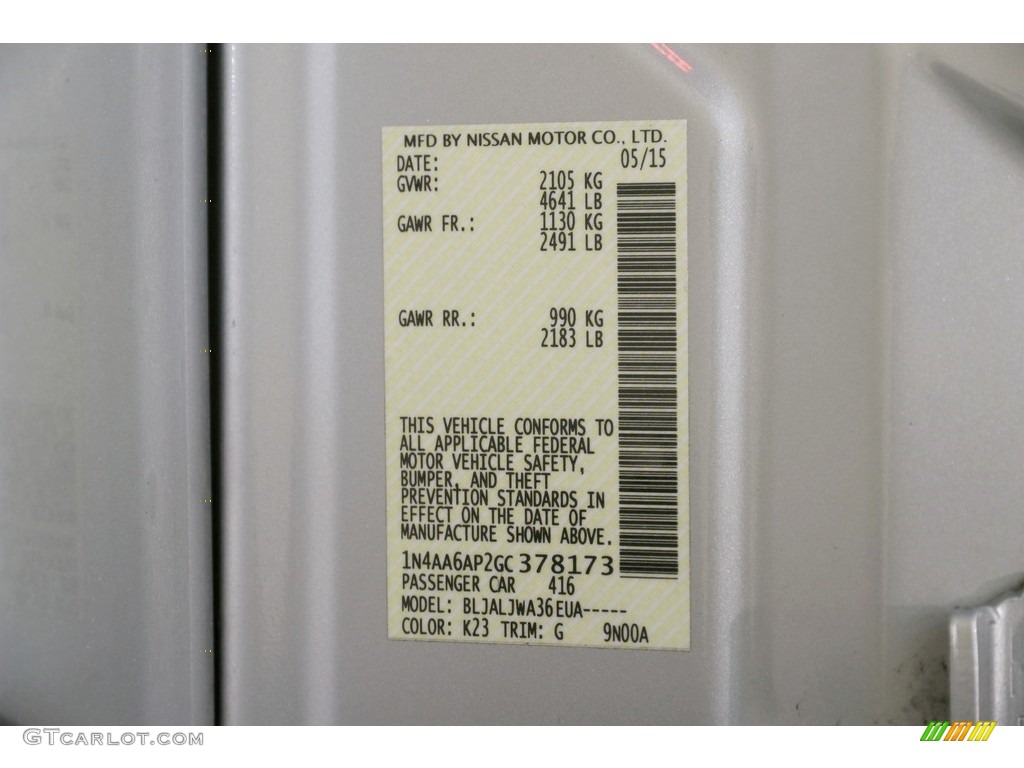 MFD BY NISSAN MOTOR CO., LTD.
DATE: 05/15
GVWR: 2105 KG
4641 LB
GAWR FR.: 1130 KG
2491 LB
GAWR RR.: 990 KG
2183 LB
THIS VEHICLE CONFORMS TO
ALL APPLICABLE FEDERAL
MOTOR VEHICLE SAFETY,
BUMPER, AND THEFT
PREVENTION STANDARDS IN
EFFECT ON THE DATE OF
MANUFACTURE SHOWN ABOVE.
1N4AA6AP2GC378173
PASSENGER CAR 416
MODEL: BLJALJWA36EUA-----
COLOR: K23 TRIM: G 9N00A
GTCARLOT.COM